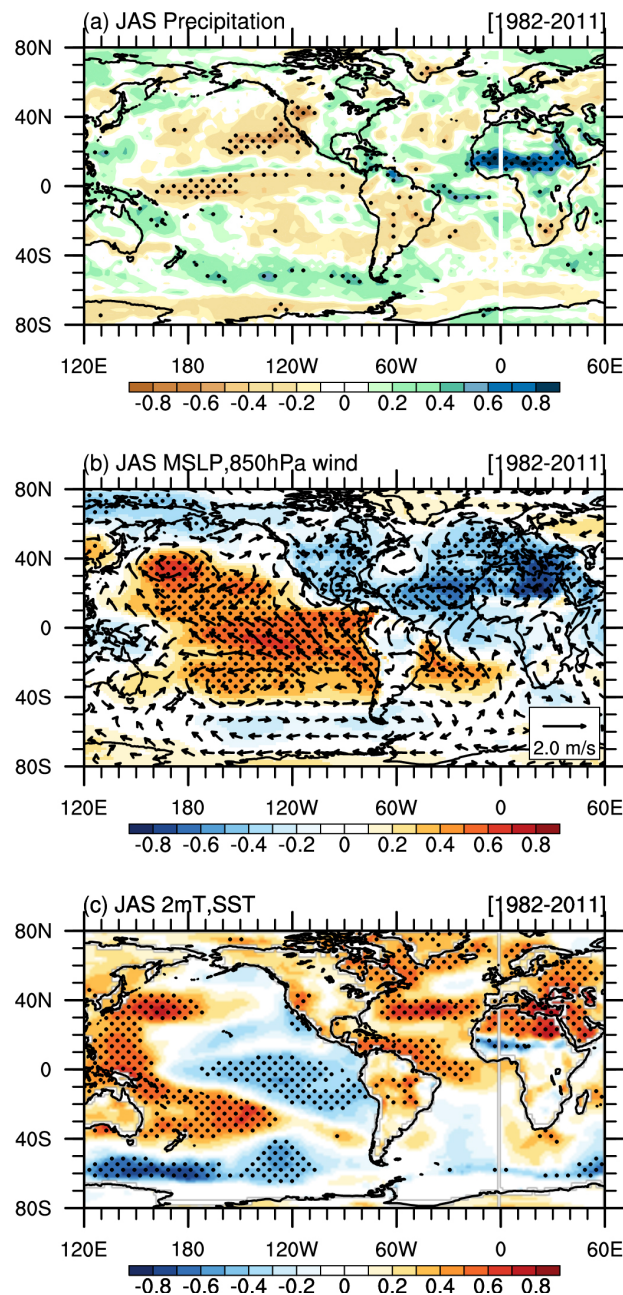 (a) JAS Precipitation [1982-2011]
80N
40N
0
40S
80S
120E 180 120W 60W 0 60E
-0.8 -0.6 -0.4 -0.2 0 0.2 0.4 0.6 0.8
(b) JAS MSLP,850hPa wind [1982-2011]
80N
40N
0
40S
2.0 m/s
80S
120E 180 120W 60W 0 60E
-0.8 -0.6 -0.4 -0.2 0 0.2 0.4 0.6 0.8
(c) JAS 2mT,SST [1982-2011]
80N
40N
0
40S
80S
120E 180 120W 60W 0 60E
-0.8 -0.6 -0.4 -0.2 0 0.2 0.4 0.6 0.8